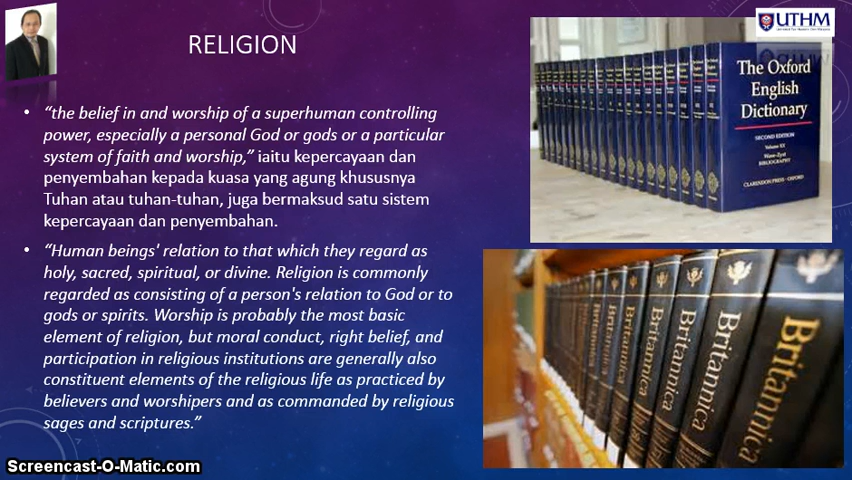 UTHM
RELIGION
• “the belief in and worship of a superhuman controlling
power, especially a personal God or gods or a particular
system of faith and worship,” iaitu kepercayaan dan
penyembahan kepada kuasa yang agung khususnya
Tuhan atau tuhan-tuhan, juga bermaksud satu sistem
kepercayaan dan penyembahan.
• “Human beings' relation to that which they regard as
holy, sacred, spiritual, or divine. Religion is commonly
regarded as consisting of a person's relation to God or to
gods or spirits. Worship is probably the most basic
element of religion, but moral conduct, right belief, and
participation in religious institutions are generally also
constituent elements of the religious life as practiced by
believers and worshipers and as commanded by religious
sages and scriptures.”
The Oxford
English
Dictionary
SECOND EDITION
Volume XX
BIBLIOGRAPHY
CLARENDON PRESS · OXFORD
Britannica
Britannica
Britannica
Britannica
Britannica
Britannica
Screencast-O-Matic.com